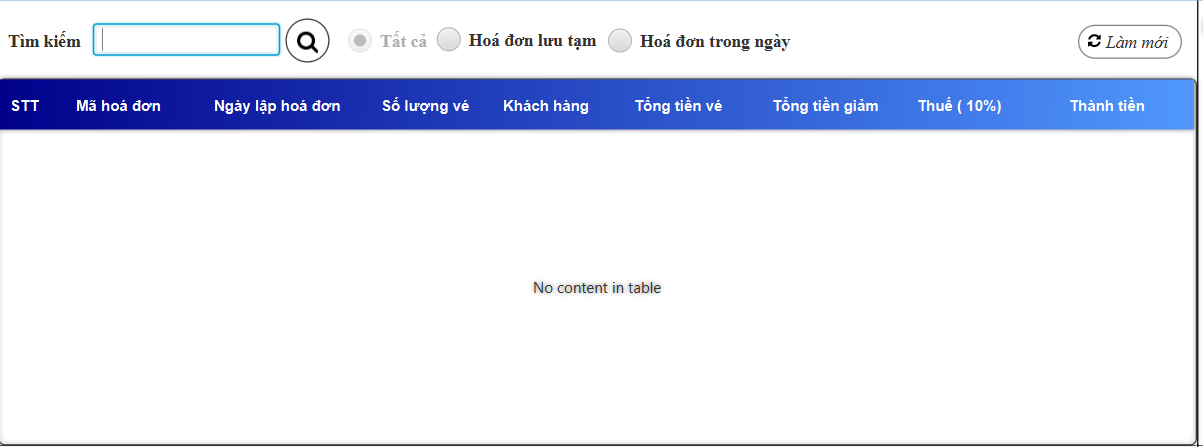 Tìm kiếm Tất cả Hoá đơn lưu tạm Hoá đơn trong ngày Làm mới
STT Mã hoá đơn Ngày lập hoá đơn Số lượng vé Khách hàng Tổng tiền vé Tổng tiền giảm Thuế ( 10%) Thành tiền
No content in table